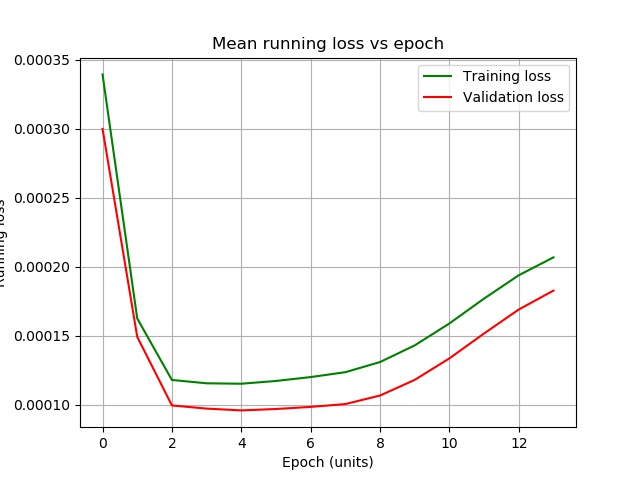 Mean running loss vs epoch
Training loss
Validation loss
0.00035
0.00030
0.00025
0.00020
0.00015
0.00010
Running loss
0 2 4 6 8 10 12
Epoch (units)